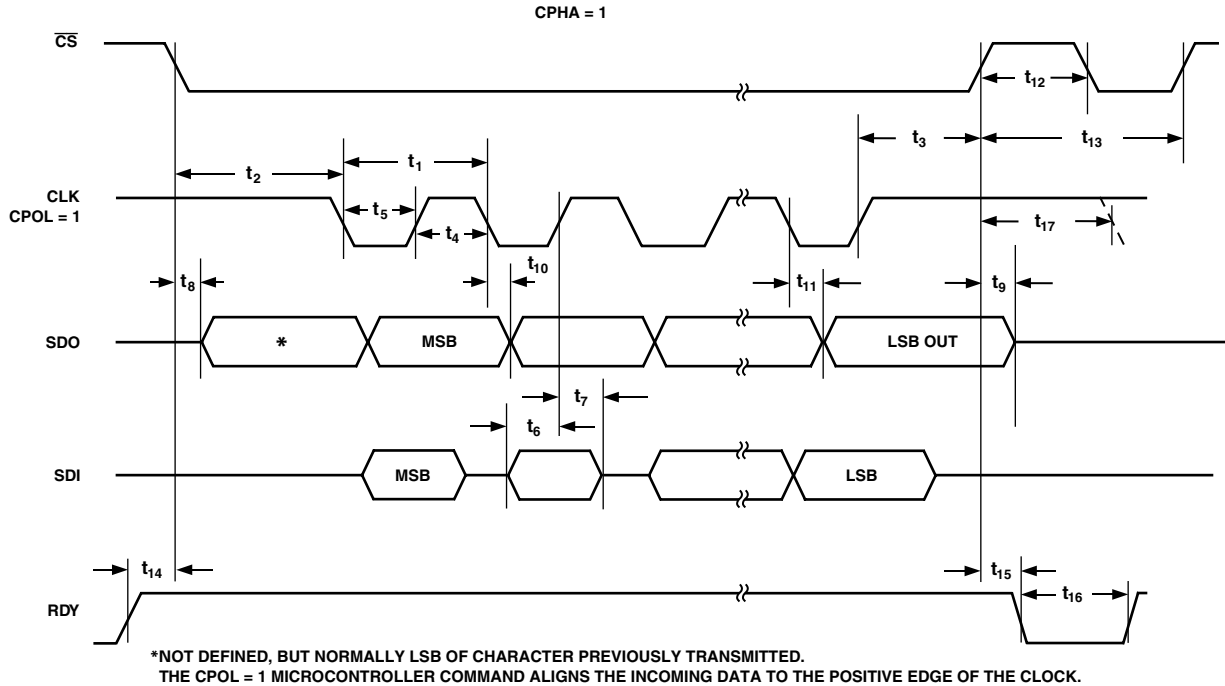 CPHA = 1
CS
t12
t3
t13
t1
t2
CLK
CPOL = 1
t5
t4
t17
t10
t8
t11
t9
SDO
*
MSB
LSB OUT
t7
t6
SDI
MSB
LSB
t14
t15
t16
RDY
*NOT DEFINED, BUT NORMALLY LSB OF CHARACTER PREVIOUSLY TRANSMITTED.
THE CPOL = 1 MICROCONTROLLER COMMAND ALIGNS THE INCOMING DATA TO THE POSITIVE EDGE OF THE CLOCK.